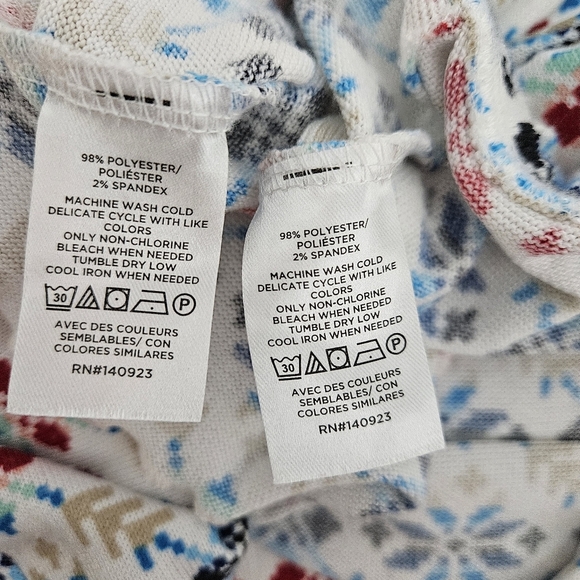 98% POLYESTER/
POLIÉSTER
2% SPANDEX
MACHINE WASH COLD
DELICATE CYCLE WITH LIKE
COLORS
ONLY NON-CHLORINE
BLEACH WHEN NEEDED
TUMBLE DRY LOW
COOL IRON WHEN NEEDED
30 P
AVEC DES COULEURS
SEMBLABLES/ CON
COLORES SIMILARES
RN#140923
98% POLYESTER/
POLIÉSTER
2% SPANDEX
MACHINE WASH COLD
DELICATE CYCLE WITH LIKE
COLORS
ONLY NON-CHLORINE
BLEACH WHEN NEEDED
TUMBLE DRY LOW
COOL IRON WHEN NEEDED
30 P
AVEC DES COULEURS
SEMBLABLES/ CON
COLORES SIMILARES
RN#140923